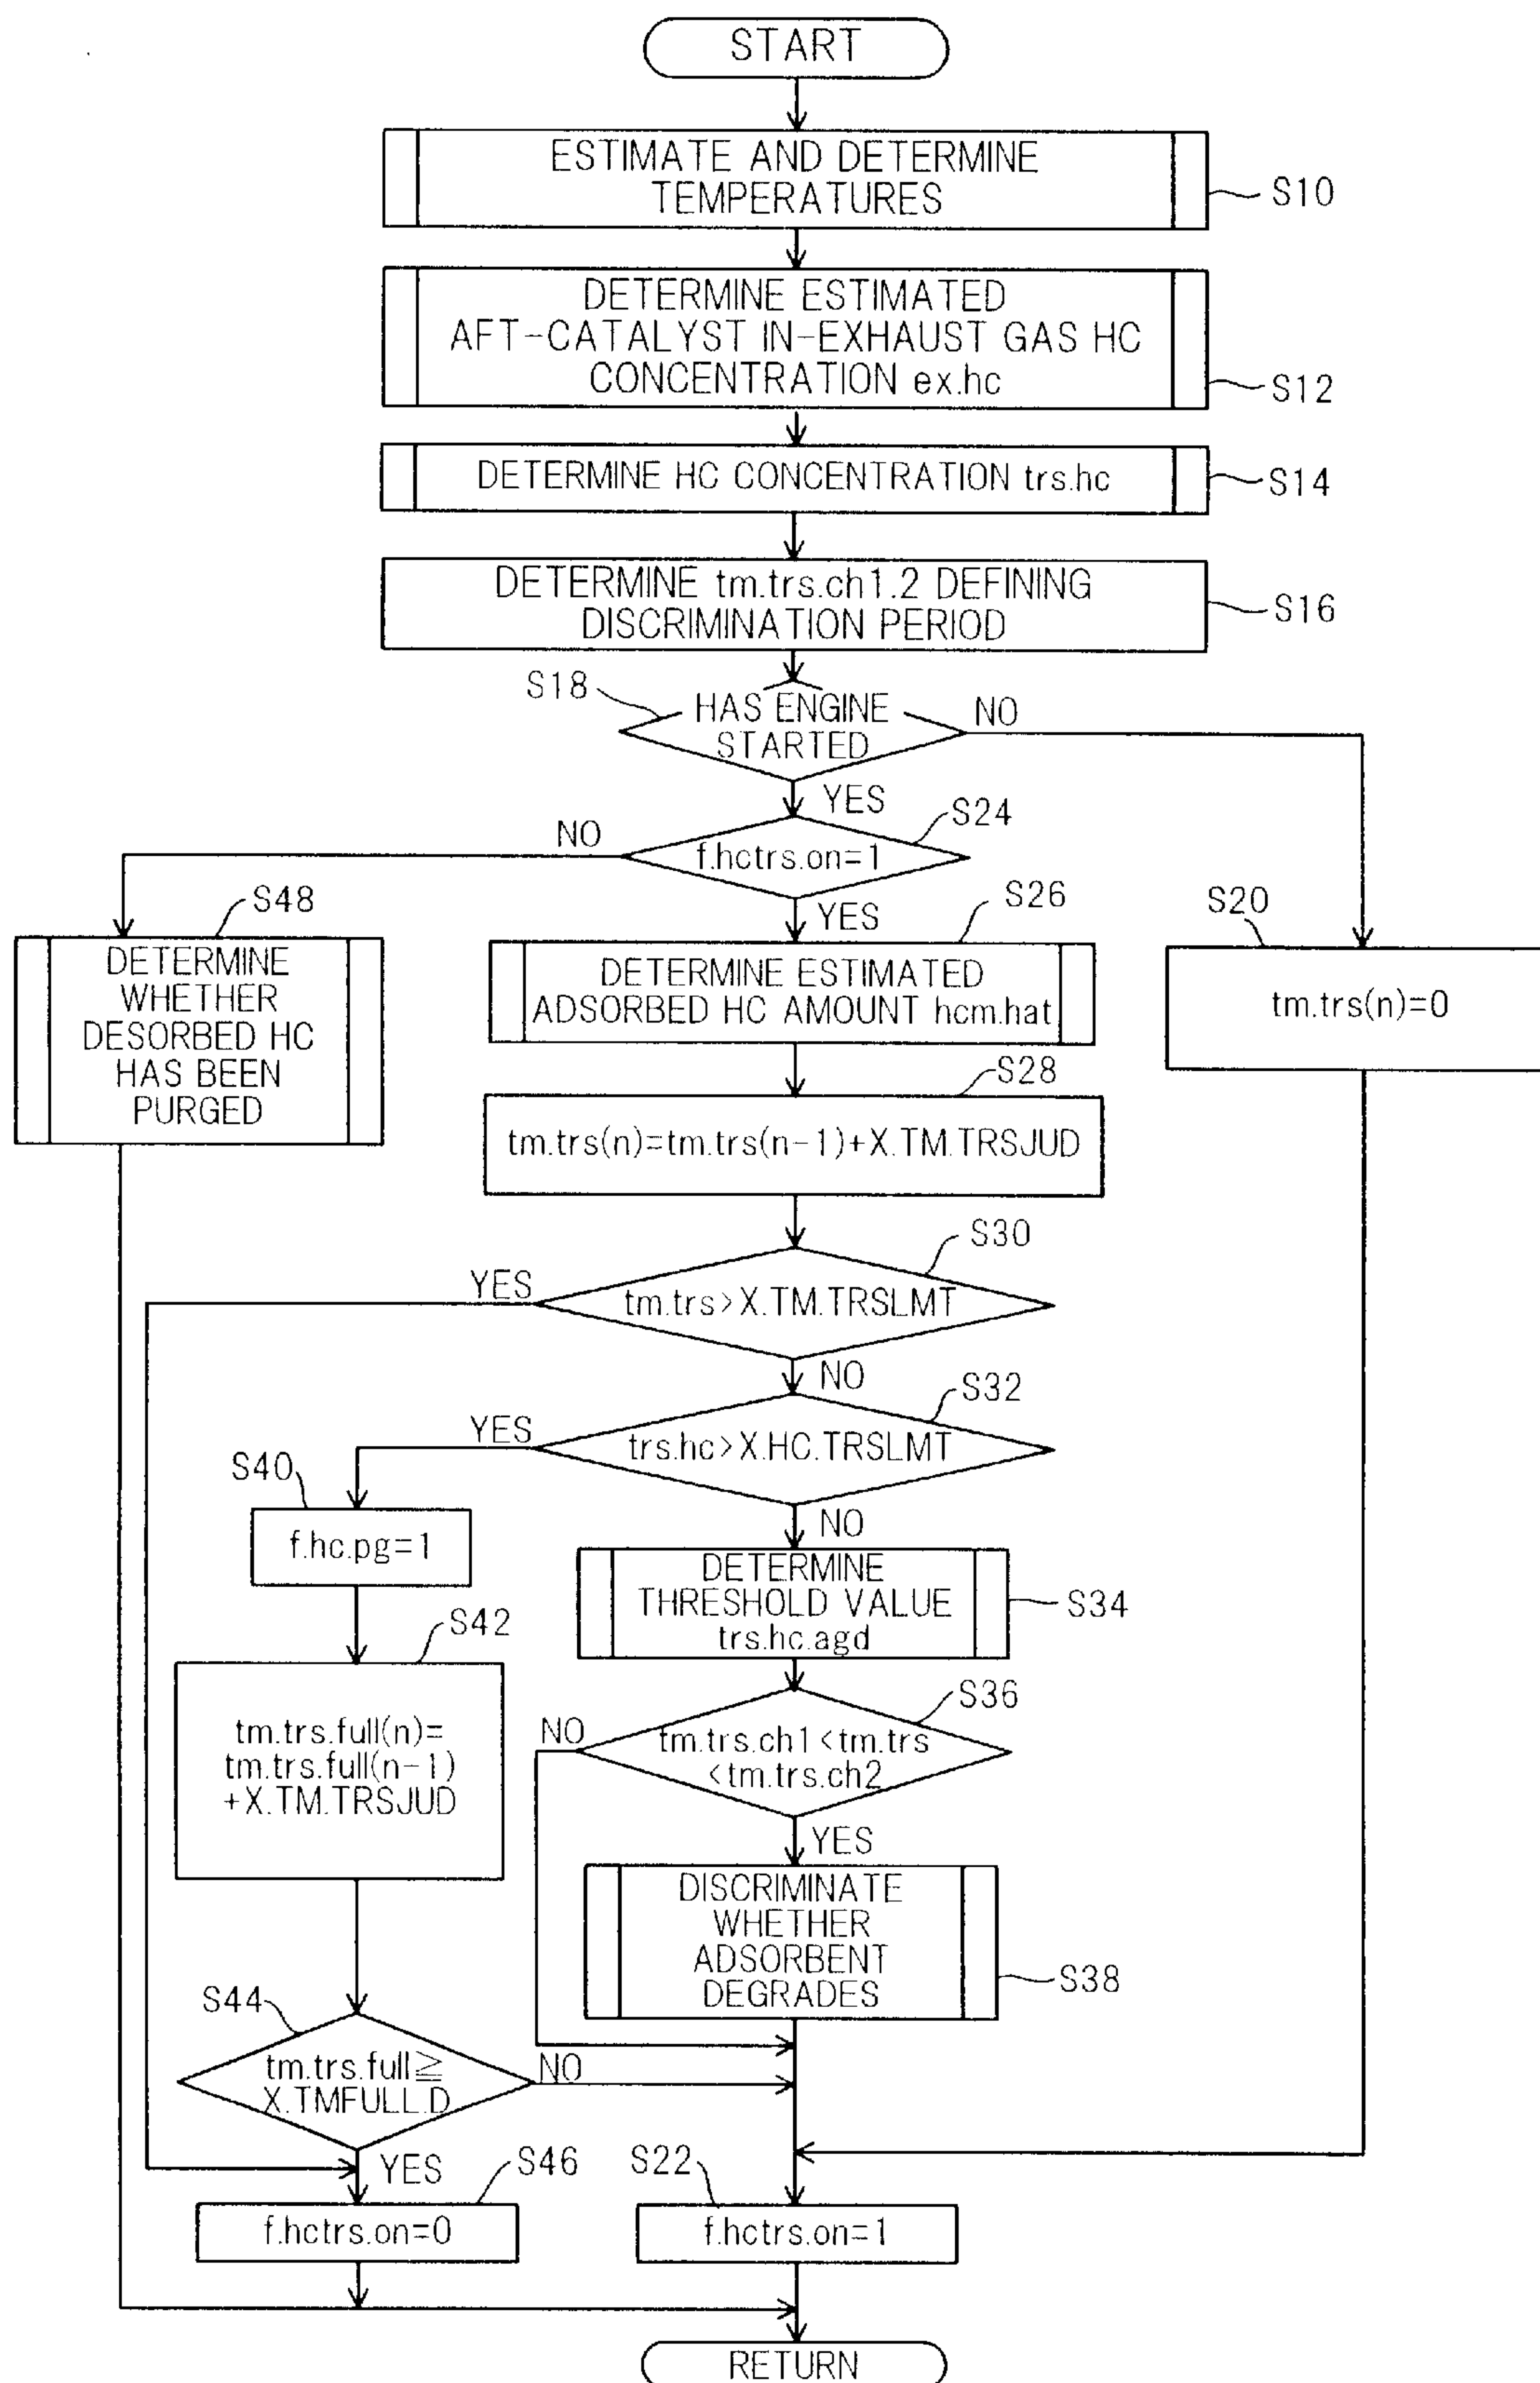 START
ESTIMATE AND DETERMINE
TEMPERATURES
S10
DETERMINE ESTIMATED
AFT-CATALYST IN-EXHAUST GAS HC
CONCENTRATION ex.hc
S12
DETERMINE HC CONCENTRATION trs.hc
S14
DETERMINE tm.trs.ch1.2 DEFINING
DISCRIMINATION PERIOD
S16
S18
HAS ENGINE
STARTED
NO
YES
S24
NO
f.hctrs.on=1
YES
S48
DETERMINE
WHETHER
DESORBED HC
HAS BEEN
PURGED
S26
DETERMINE ESTIMATED
ADSORBED HC AMOUNT hcm.hat
S20
tm.trs(n)=0
S28
tm.trs(n)=tm.trs(n-1)+X.TM.TRSJUD
S30
YES
tm.trs>X.TM.TRSLMT
NO
S32
YES
trs.hc>X.HC.TRSLMT
NO
S40
f.hc.pg=1
DETERMINE
THRESHOLD VALUE
trs.hc.agd
S34
S42
tm.trs.full(n)=
tm.trs.full(n-1)
+X.TM.TRSJUD
S36
NO
tm.trs.ch1<tm.trs
<tm.trs.ch2
YES
DISCRIMINATE
WHETHER
ADSORBENT
DEGRADES
S38
S44
tm.trs.full≧
X.TMFULL.D
NO
YES
S46
f.hctrs.on=0
S22
f.hctrs.on=1
RETURN